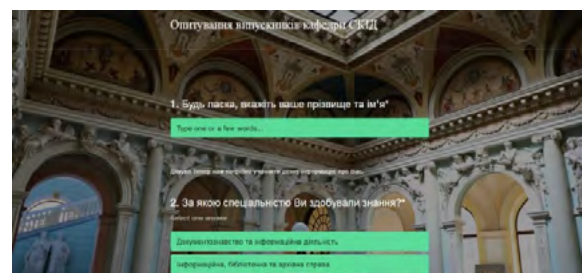 Опитування випускників кафедри СКІД
1. Будь ласка, вкажіть ваше прізвище та ім'я*
Type one or a few words...
2. За якою спеціальністю Ви здобували знання?*
Select one answer
Документознавство та інформаційна діяльність
Інформаційна, бібліотечна та архівна справа